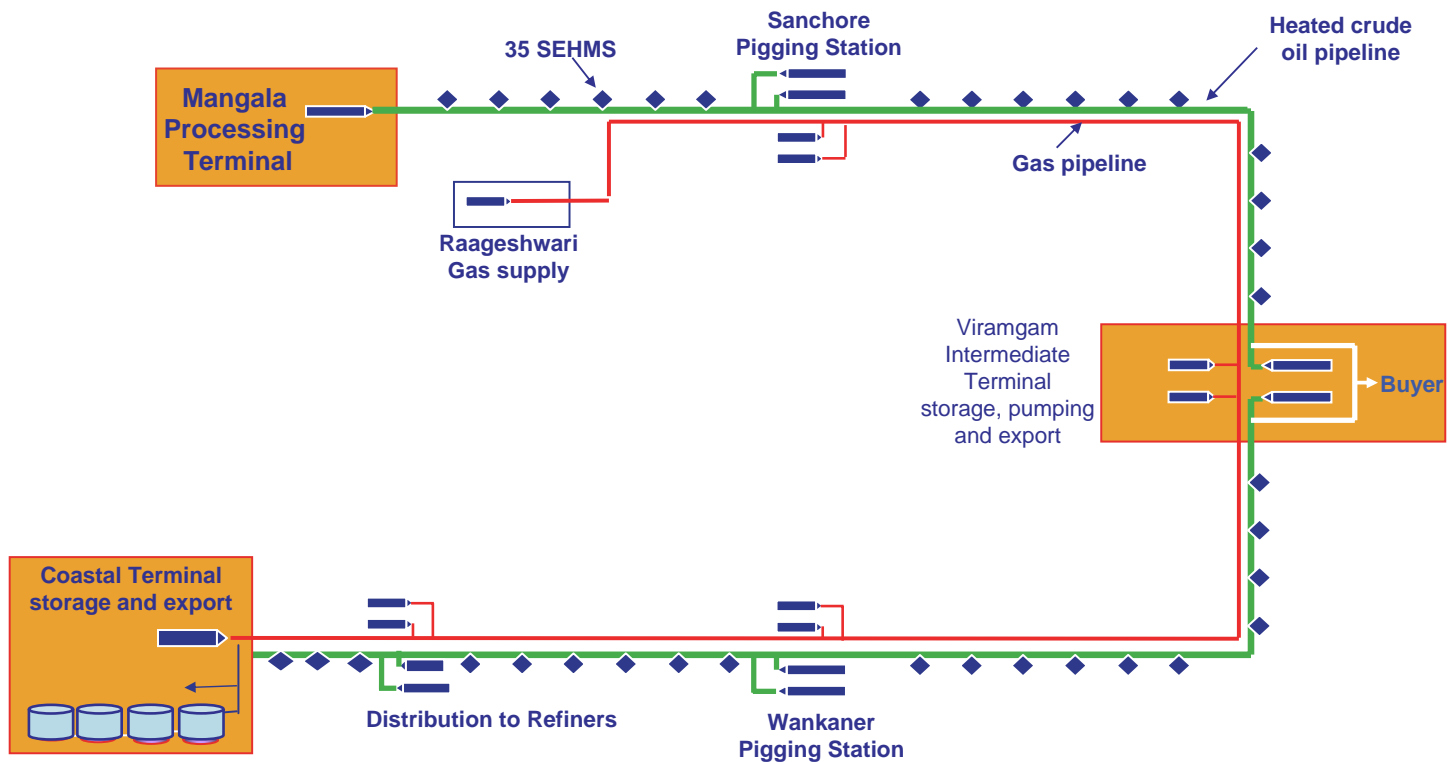 Sanchore
Pigging Station
35 SEHMS
Heated crude
oil pipeline
Mangala
Processing
Terminal
Gas pipeline
Raageshwari
Gas supply
Viramgam
Intermediate
Terminal
storage, pumping
and export
Buyer
Coastal Terminal
storage and export
Distribution to Refiners
Wankaner
Pigging Station